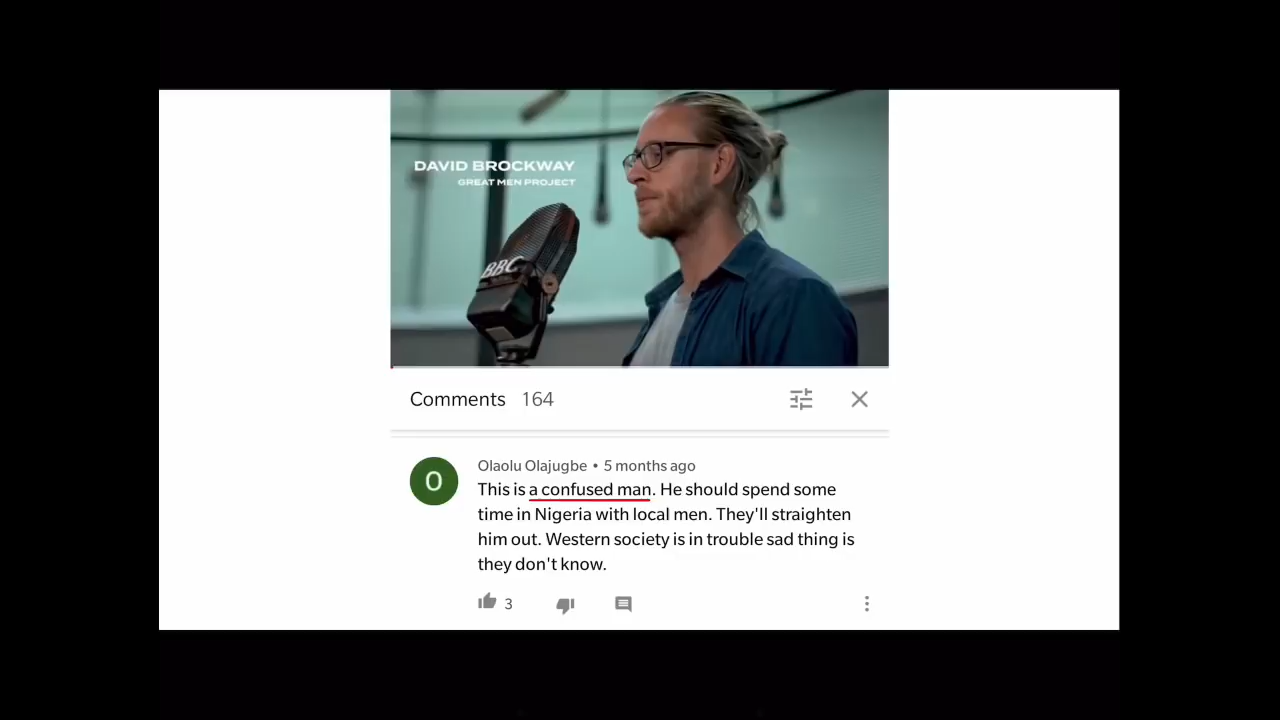 DAVID BROCKWAY
GREAT MEN PROJECT
BBC
Comments 164
O
Olaolu Olajugbe • 5 months ago
This is a confused man. He should spend some
time in Nigeria with local men. They'll straighten
him out. Western society is in trouble sad thing is
they don't know.
3